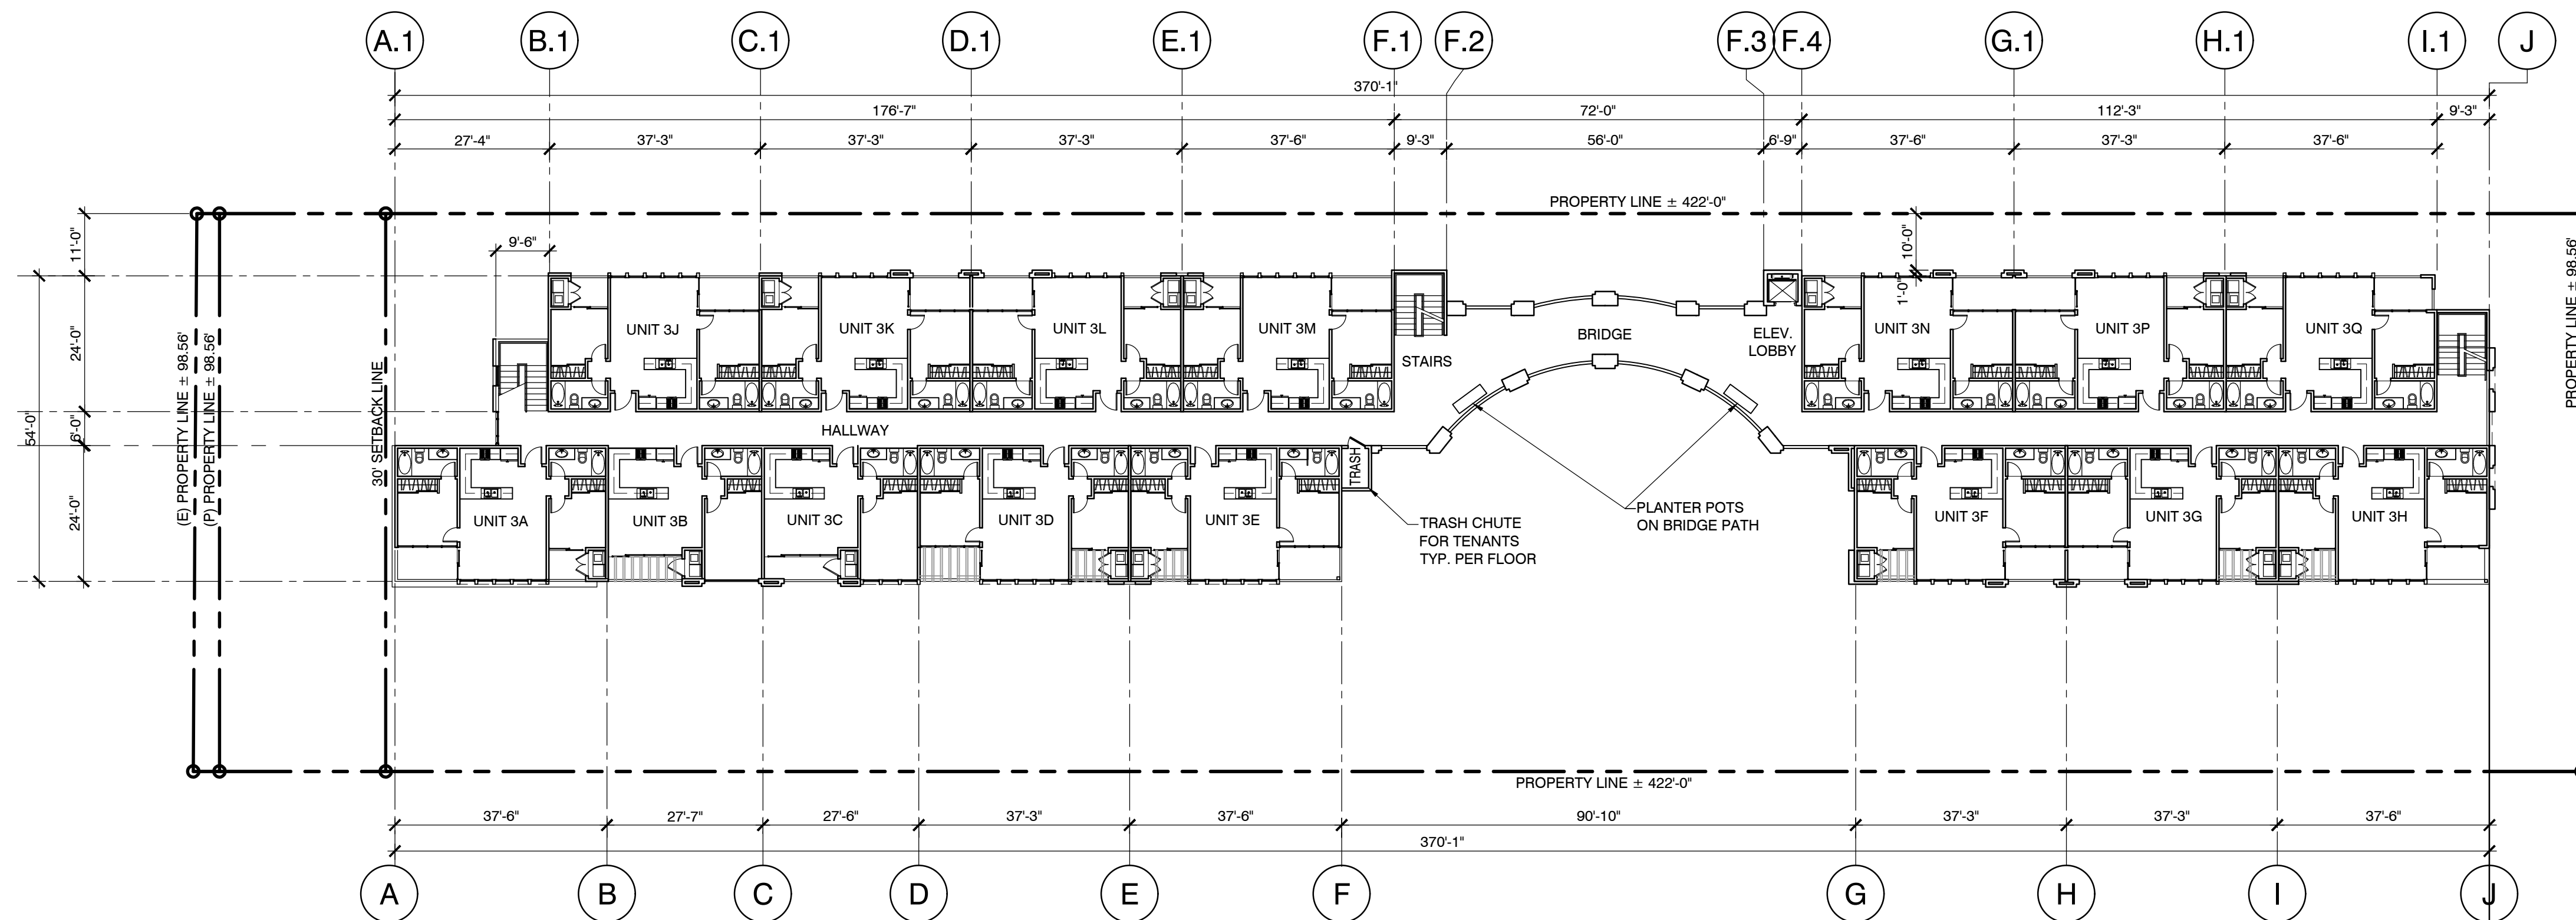 A.1 B.1 C.1 D.1 E.1 F.1 F.2 F.3 F.4 G.1 H.1 I.1 J
370'-1"
176'-7" 72'-0" 112'-3" 9'-3"
27'-4" 37'-3" 37'-3" 37'-3" 37'-6" 9'-3" 56'-0" 6'-9" 37'-6" 37'-3" 37'-6"
PROPERTY LINE ± 422'-0"
11'-0"
9'-6"
10'-0"
1'-0"
24'-0"
54'-0"
6'-0"
24'-0"
(E) PROPERTY LINE ± 98.56'
(P) PROPERTY LINE ± 98.56'
30' SETBACK LINE
PROPERTY LINE ± 98.56'
UNIT 3J UNIT 3K UNIT 3L UNIT 3M
STAIRS
BRIDGE
ELEV.
LOBBY
UNIT 3N UNIT 3P UNIT 3Q
HALLWAY
TRASH
UNIT 3A UNIT 3B UNIT 3C UNIT 3D UNIT 3E
TRASH CHUTE
FOR TENANTS
TYP. PER FLOOR
PLANTER POTS
ON BRIDGE PATH
UNIT 3F UNIT 3G UNIT 3H
PROPERTY LINE ± 422'-0"
37'-6" 27'-7" 27'-6" 37'-3" 37'-6" 90'-10" 37'-3" 37'-3" 37'-6"
370'-1"
A B C D E F G H I J